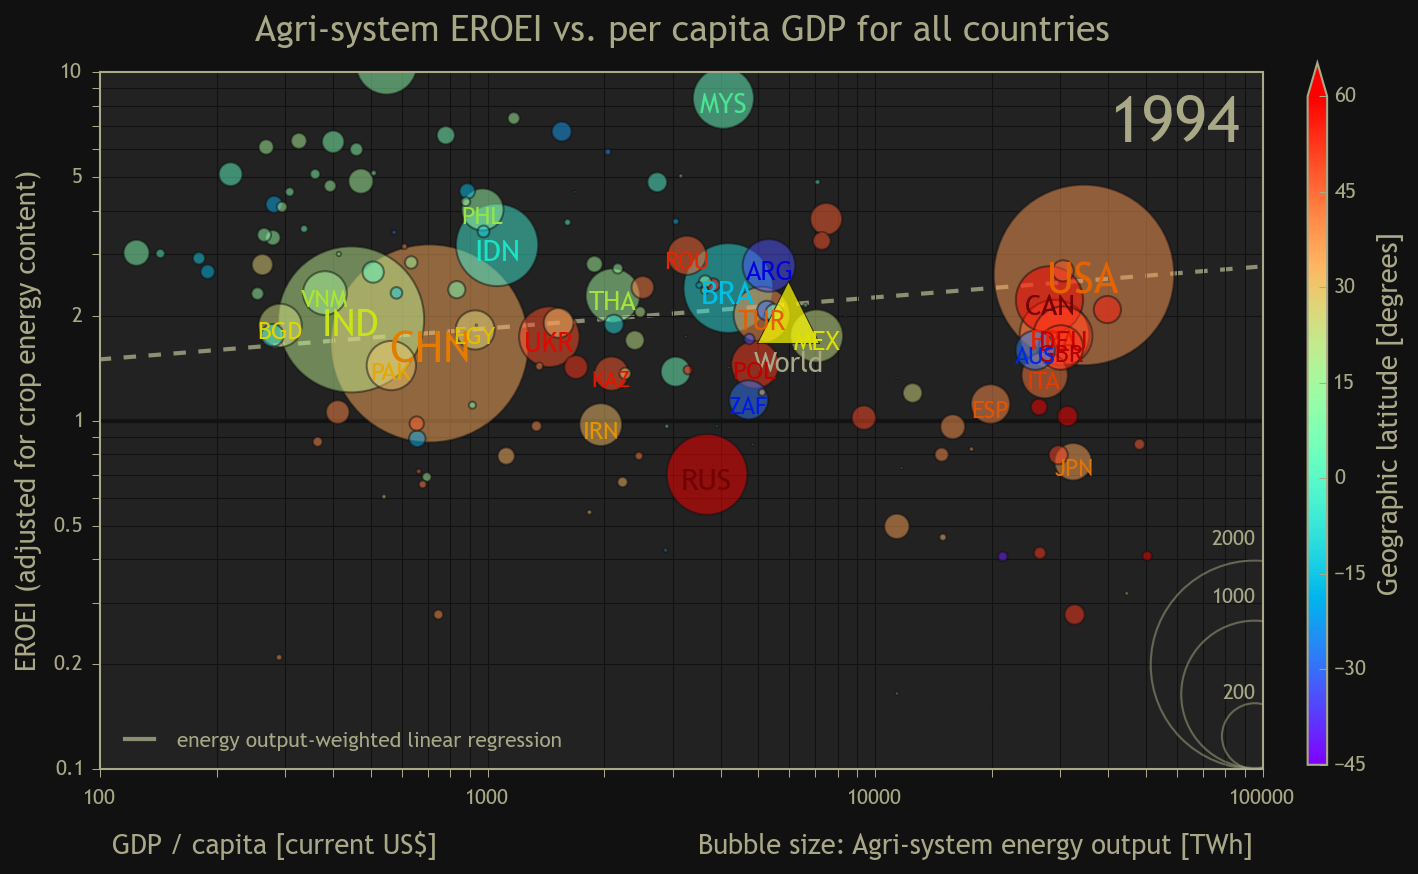 Agri-system EROEI vs. per capita GDP for all countries
1994
EROEI (adjusted for crop energy content)
10
5
2
1
0.5
0.2
0.1
MYS
PHL
IDN
ROU
ARG
BRA
USA
CAN
VNM
THA
BGD
IND
CHN
EGY
UKR
TUR
MEX
World
DEU
AUS
GBR
PAK
KAZ
POL
ITA
ZAF
ESP
IRN
RUS
JPN
2000
1000
200
energy output-weighted linear regression
100
1000
10000
100000
GDP / capita [current US$]
Bubble size: Agri-system energy output [TWh]
60
45
30
15
0
−15
−30
−45
Geographic latitude [degrees]